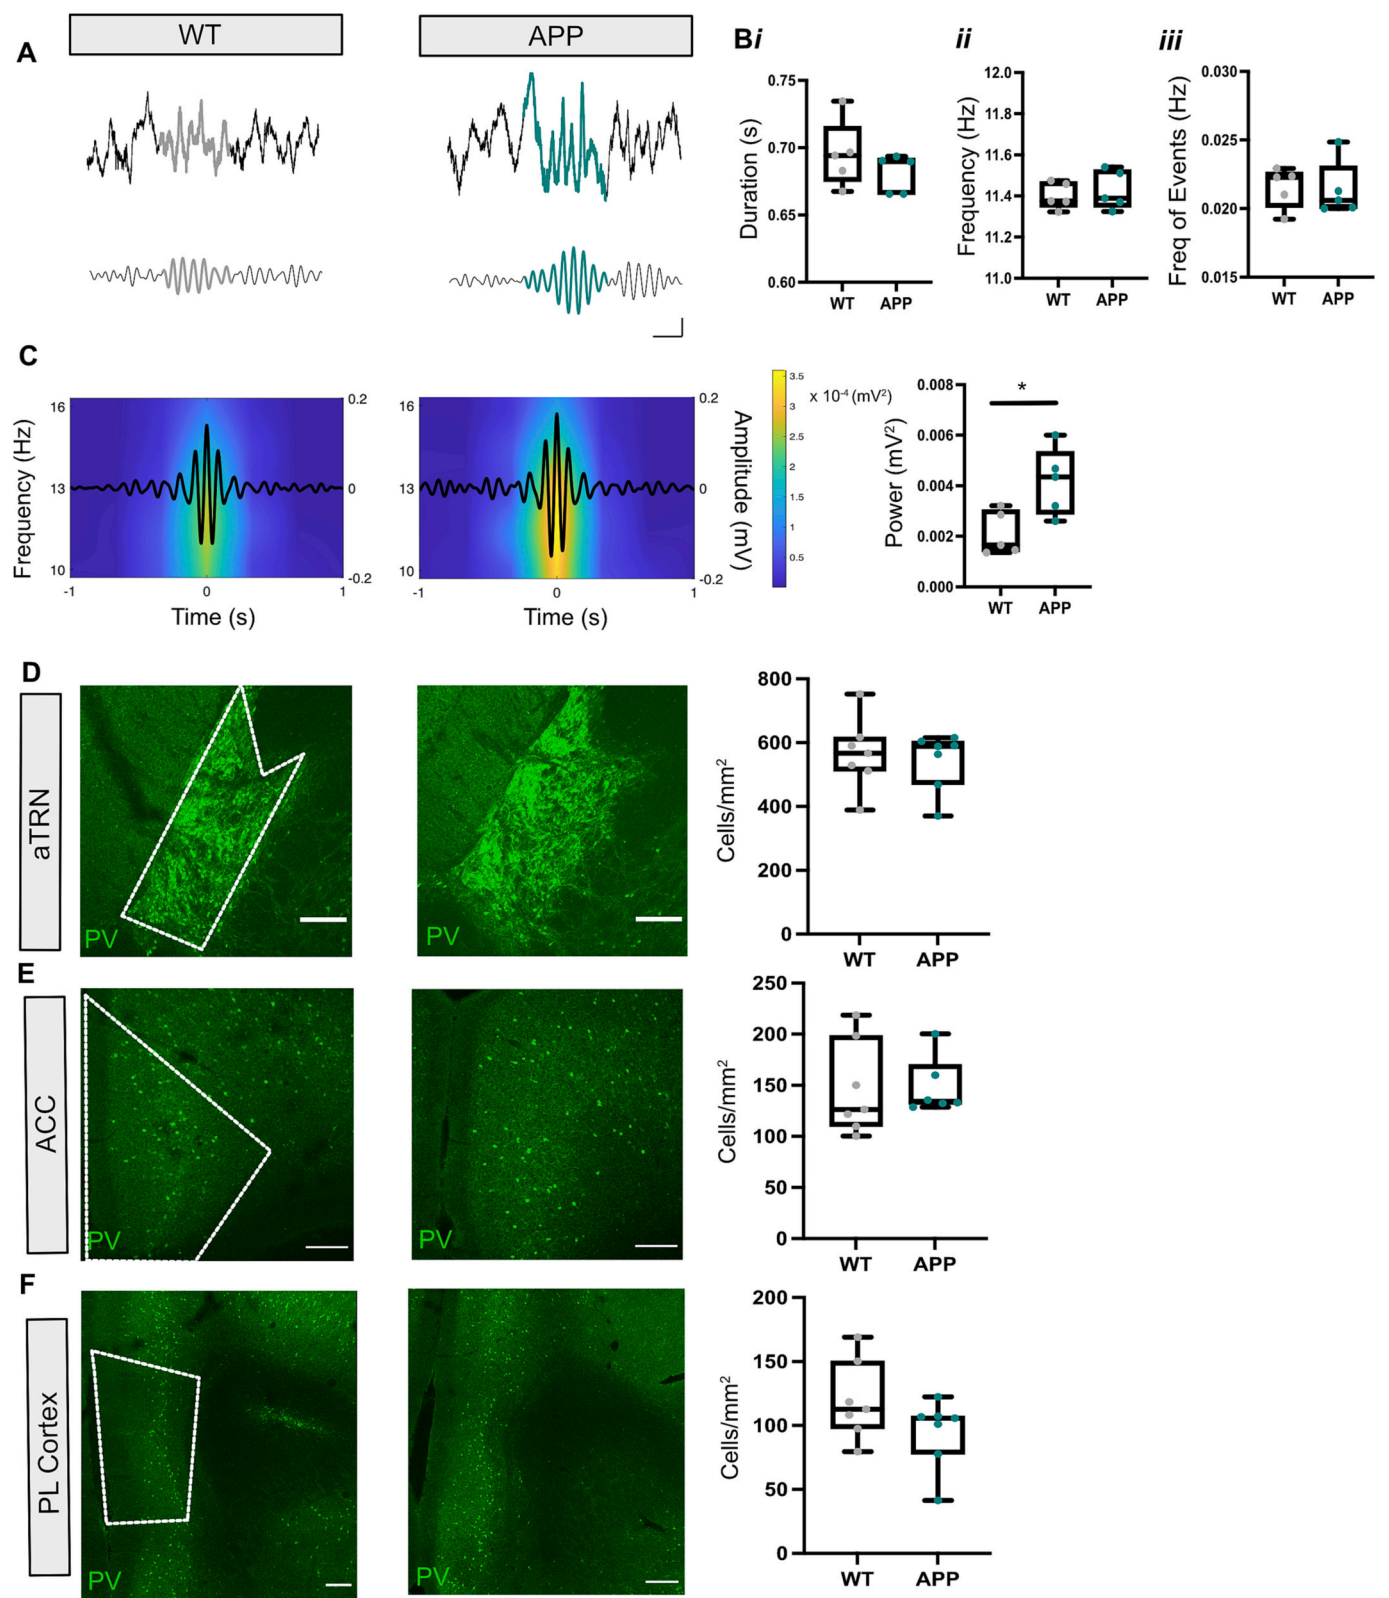 WT
APP
A
Bi
ii
iii
Duration (s)
0.75
0.70
0.65
0.60
WT
APP
Frequency (Hz)
12.0
11.8
11.6
11.4
11.2
11.0
WT
APP
Freq of Events (Hz)
0.030
0.025
0.020
0.015
WT
APP
C
Frequency (Hz)
16
13
10
0.2
0
-0.2
-1
0
1
Time (s)
16
13
10
0.2
0
-0.2
-1
0
1
Time (s)
Amplitude (mV)
3.5
3
2.5
2
1.5
1
0.5
x 10⁻⁴ (mV²)
Power (mV²)
0.008
0.006
0.004
0.002
0.000
*
WT
APP
D
aTRN
PV
PV
Cells/mm²
800
600
400
200
0
WT
APP
E
ACC
PV
PV
Cells/mm²
250
200
150
100
50
0
WT
APP
F
PL Cortex
PV
PV
Cells/mm²
200
150
100
50
0
WT
APP